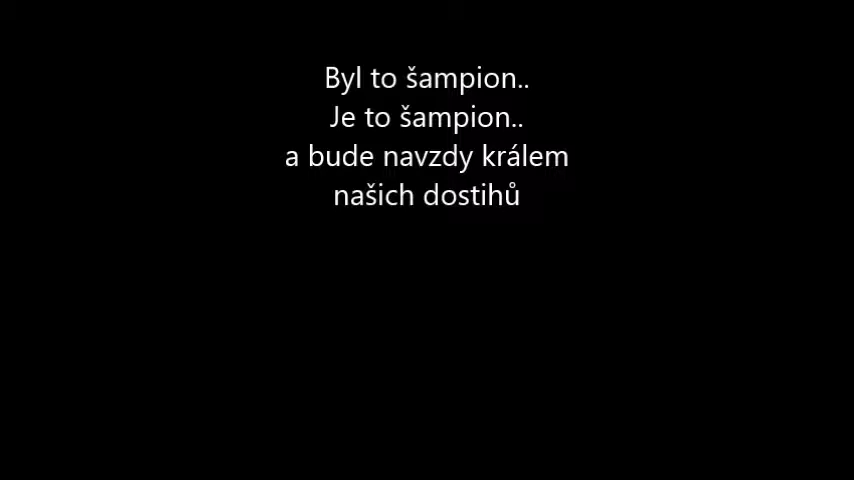 Byl to šampion..
Je to šampion..
a bude navzdy králem
našich dostihů